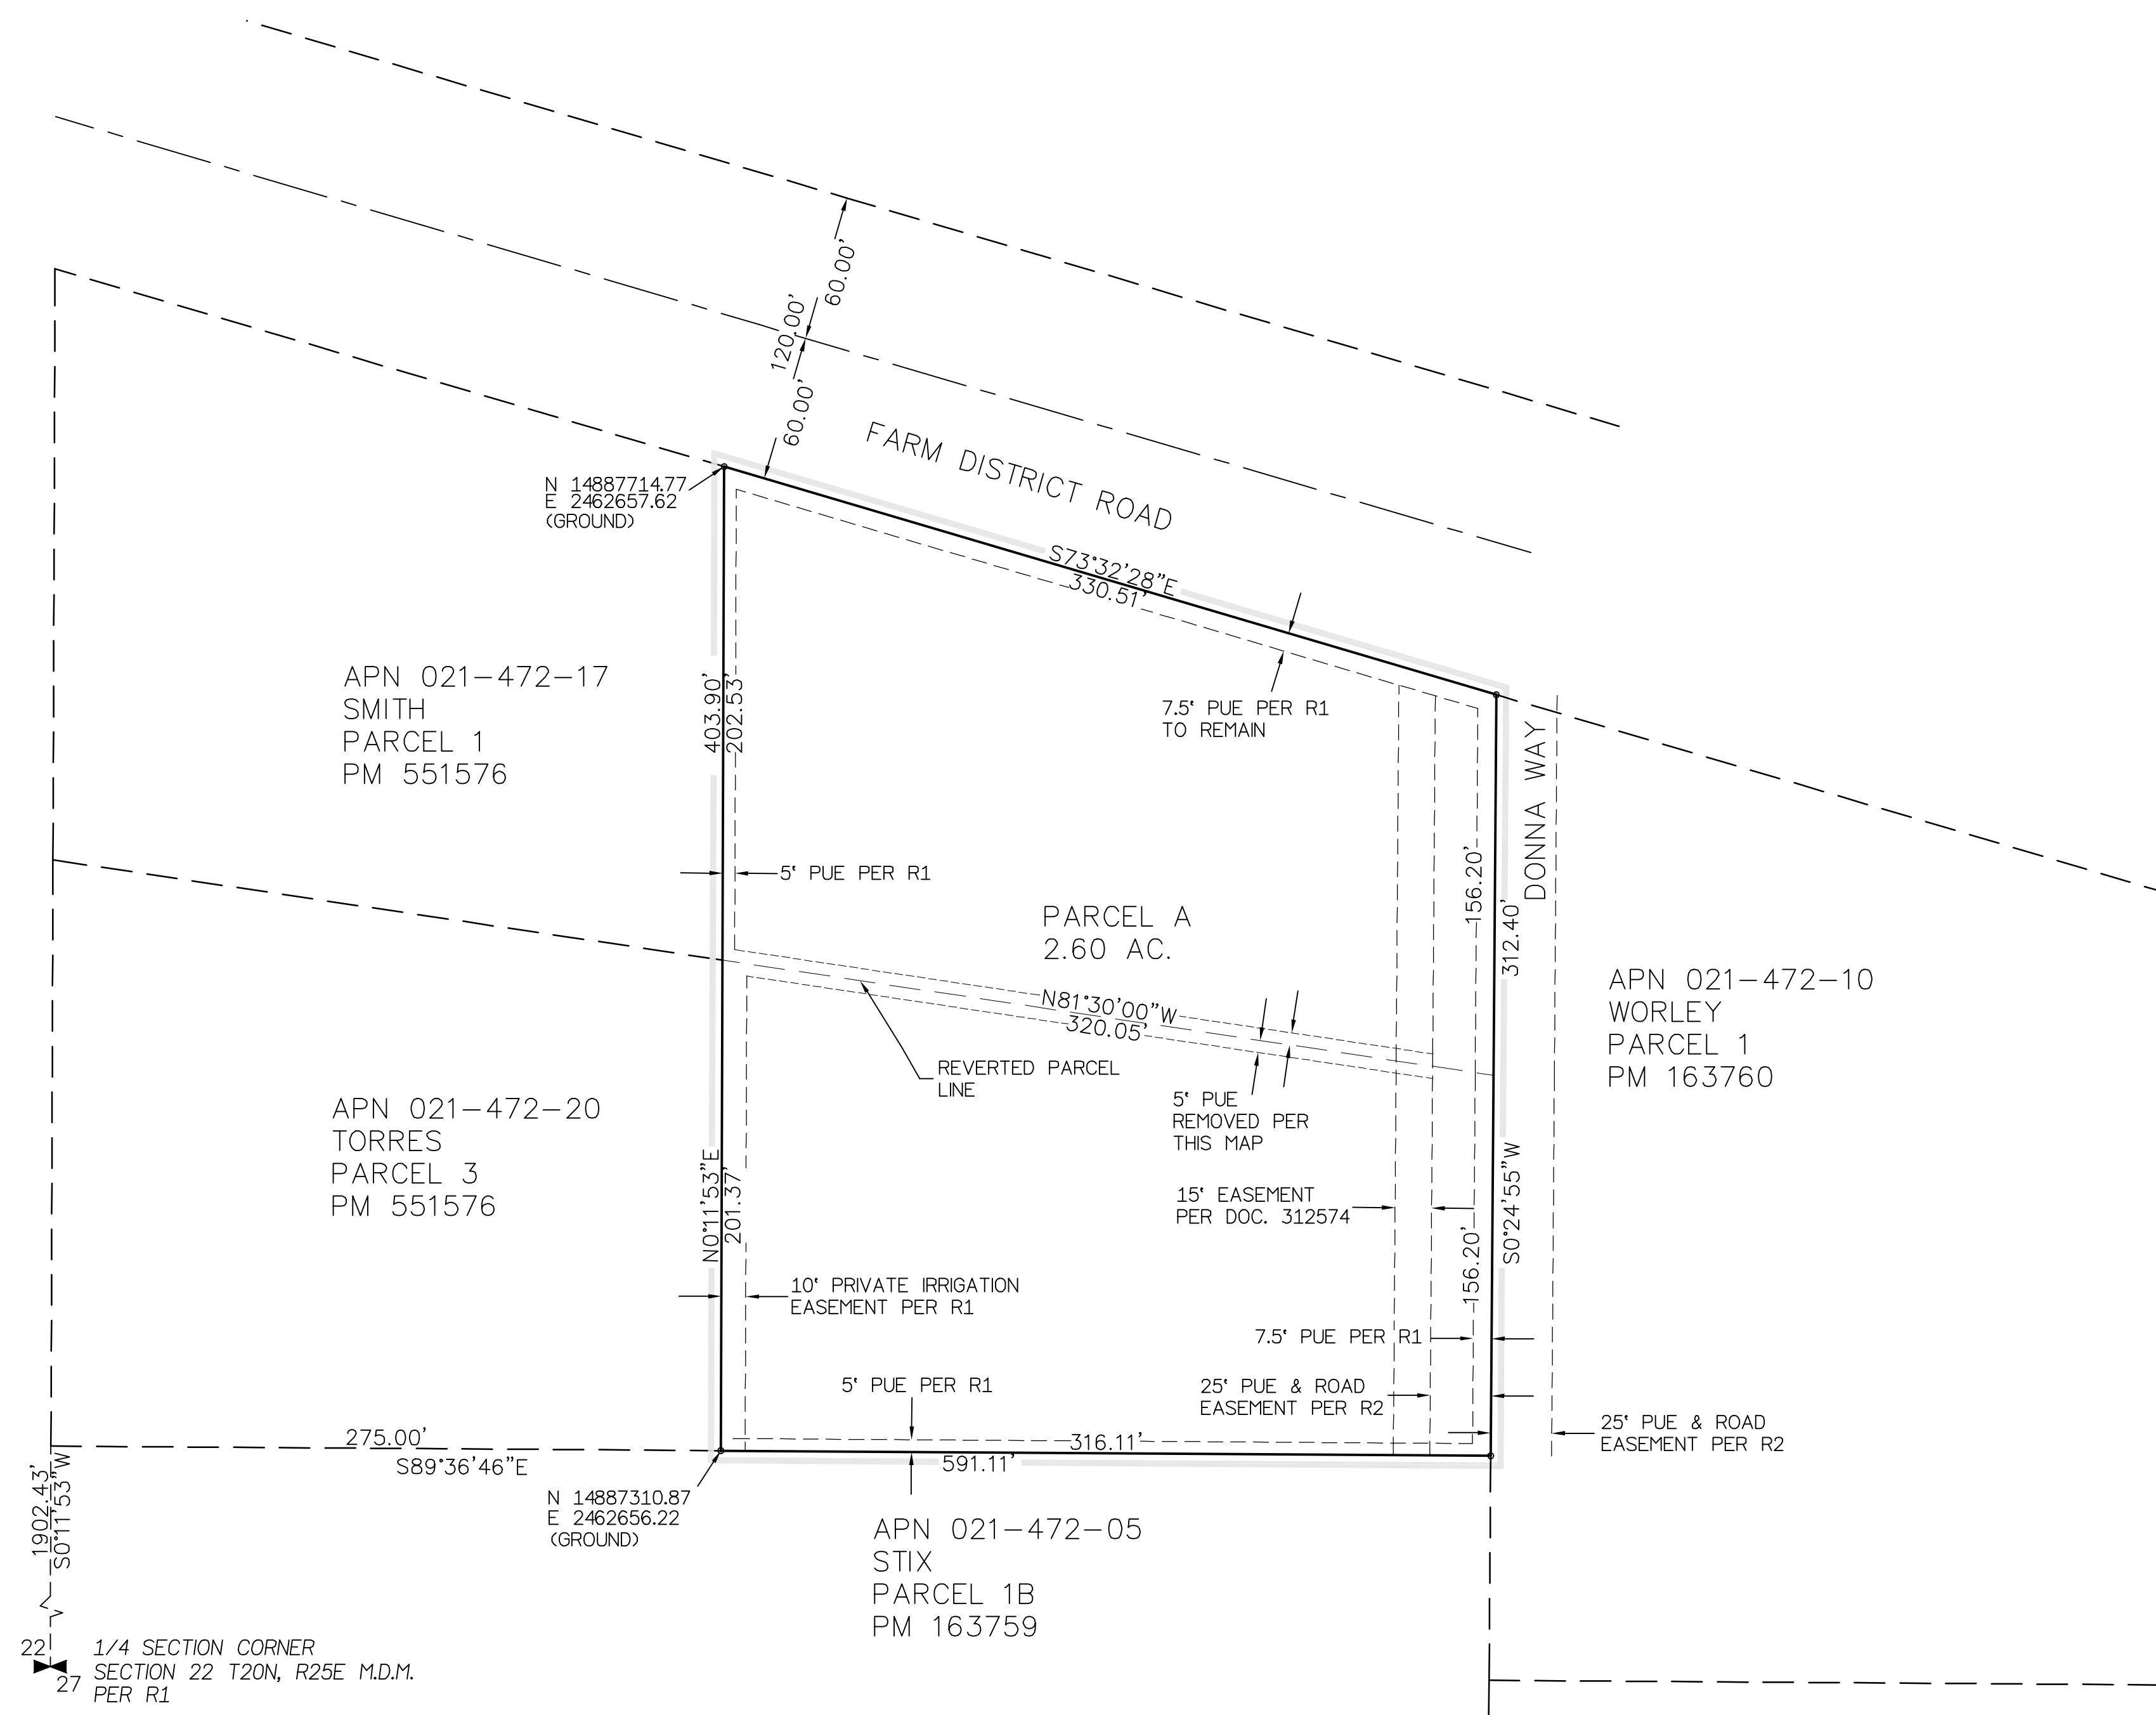 60.00'
120.00'
60.00'
FARM DISTRICT ROAD
N 14887714.77
E 2462657.62
(GROUND)
S73°32'28"E
330.51'
APN 021-472-17
SMITH
PARCEL 1
PM 551576
403.90'
202.53'
7.5' PUE PER R1
TO REMAIN
DONNA WAY
5' PUE PER R1
156.20'
312.40'
PARCEL A
2.60 AC.
APN 021-472-10
WORLEY
PARCEL 1
PM 163760
N81°30'00"W
320.05'
REVERTED PARCEL
LINE
5' PUE
REMOVED PER
THIS MAP
APN 021-472-20
TORRES
PARCEL 3
PM 551576
N0°11'53"E
201.37'
15' EASEMENT
PER DOC. 312574
S0°24'55"W
156.20'
10' PRIVATE IRRIGATION
EASEMENT PER R1
7.5' PUE PER R1
5' PUE PER R1
25' PUE & ROAD
EASEMENT PER R2
25' PUE & ROAD
EASEMENT PER R2
275.00'
S89°36'46"E
316.11'
591.11'
1902.43'
S0°11'53"W
N 14887310.87
E 2462656.22
(GROUND)
APN 021-472-05
STIX
PARCEL 1B
PM 163759
22
27
1/4 SECTION CORNER
SECTION 22 T20N, R25E M.D.M.
PER R1